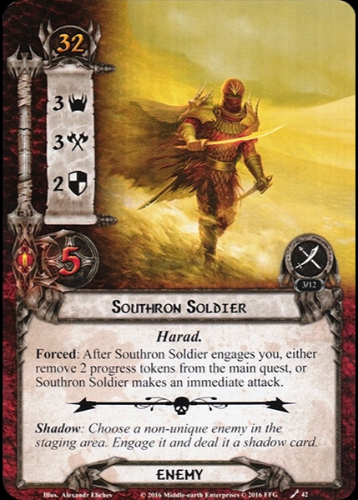 32
3
3
2
5
3/12
Southron Soldier
Harad.
Forced: After Southron Soldier engages you, either
remove 2 progress tokens from the main quest, or
Southron Soldier makes an immediate attack.
Shadow: Choose a non-unique enemy in the
staging area. Engage it and deal it a shadow card.
ENEMY
Illus. Alexandr Elichev
© 2016 Middle-earth Enterprises © 2016 FFG
42